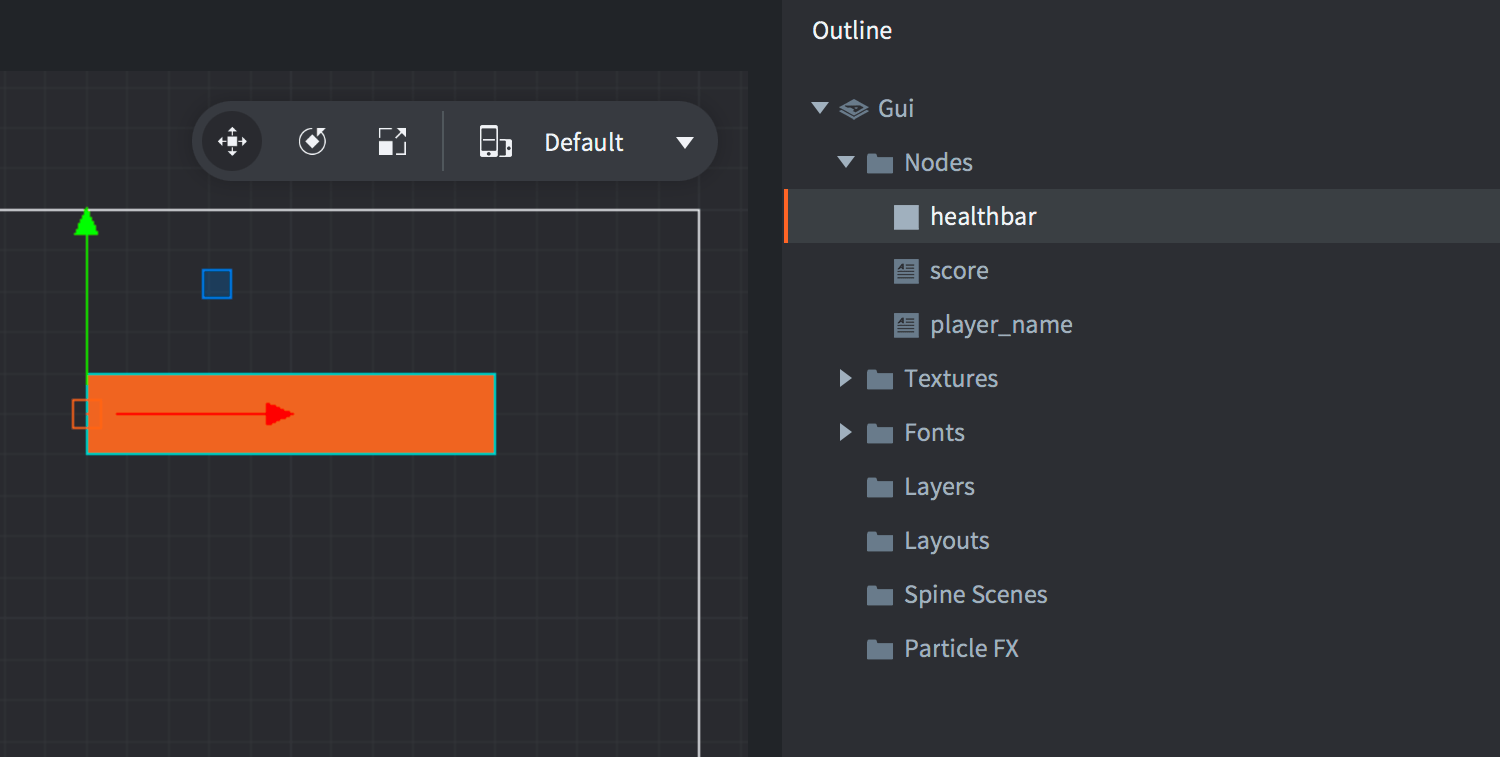 Outline
Default
Gui
Nodes
healthbar
score
player_name
Textures
Fonts
Layers
Layouts
Spine Scenes
Particle FX